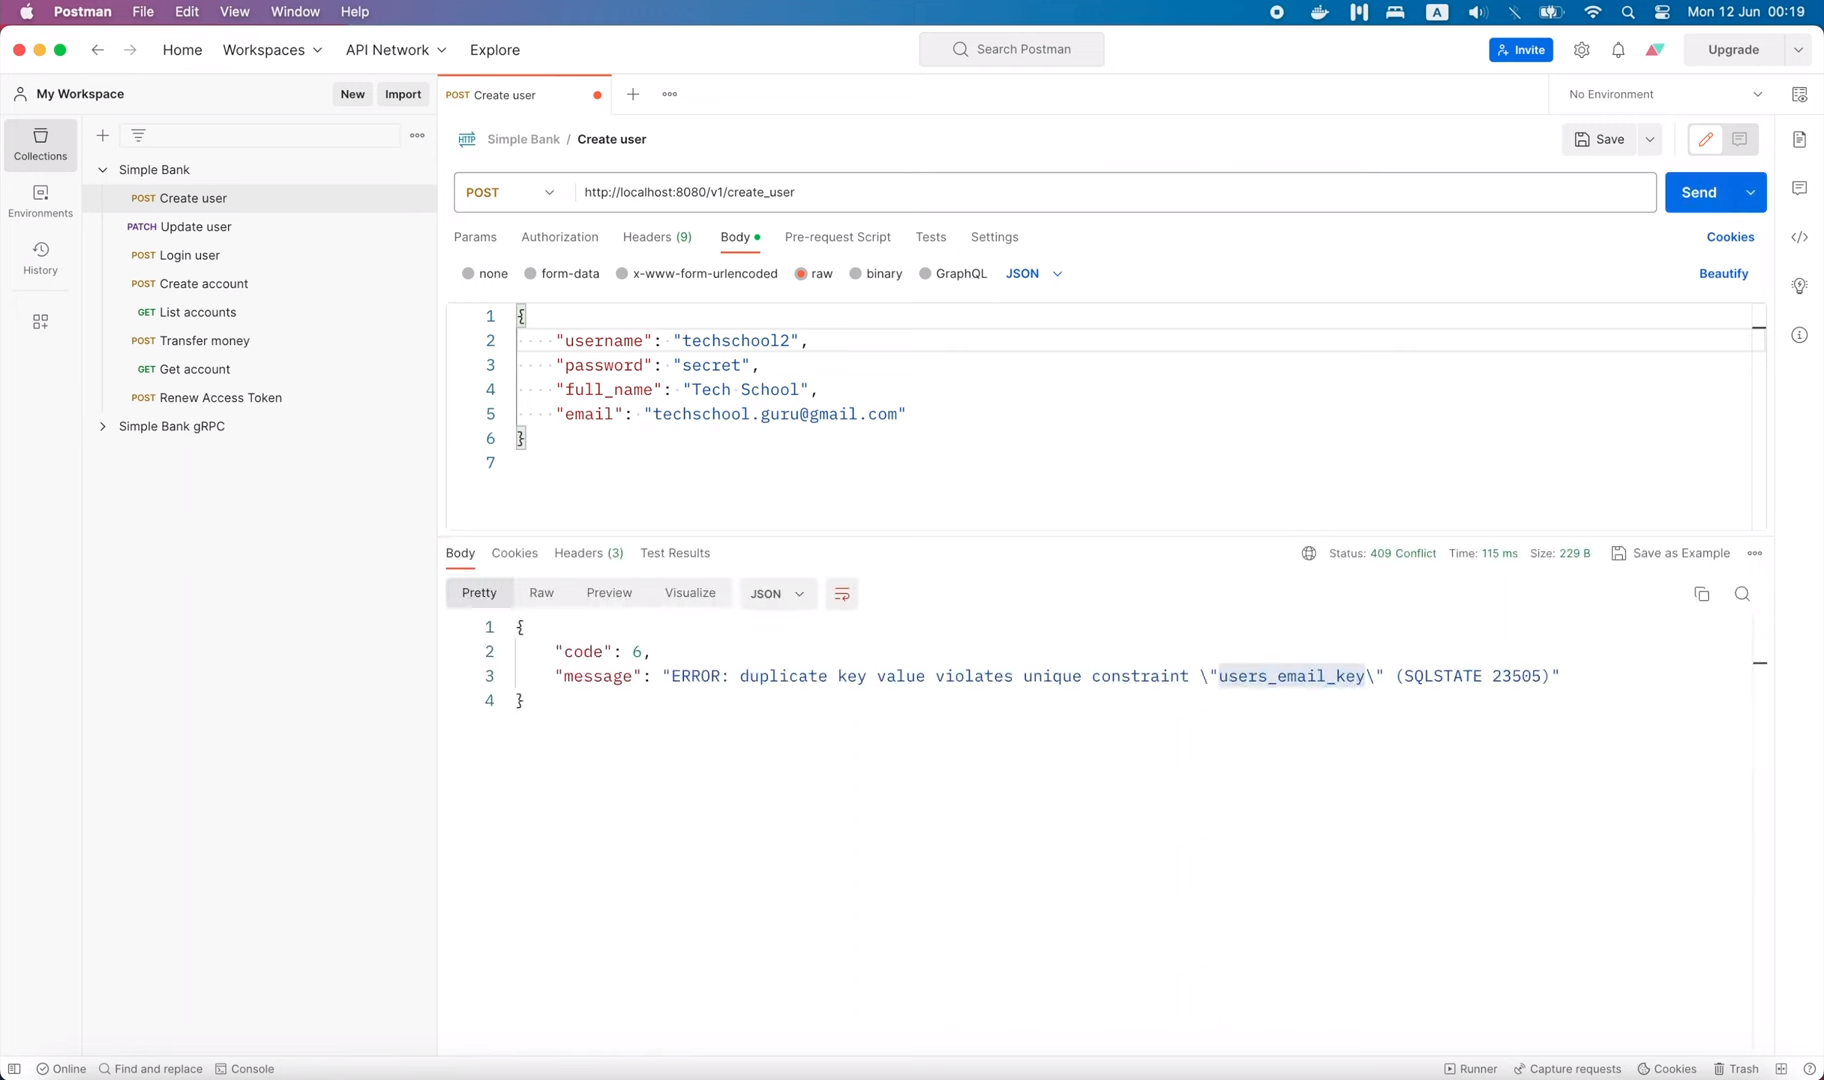 Postman File Edit View Window Help A Mon 12 Jun 00:19
Home Workspaces API Network Explore Search Postman Invite Upgrade
My Workspace New Import POST Create user No Environment
Collections
Environments
History
Simple Bank
POST Create user
PATCH Update user
POST Login user
POST Create account
GET List accounts
POST Transfer money
GET Get account
POST Renew Access Token
Simple Bank gRPC
HTTP Simple Bank / Create user Save
POST http://localhost:8080/v1/create_user Send
Params Authorization Headers (9) Body Pre-request Script Tests Settings Cookies
none form-data x-www-form-urlencoded raw binary GraphQL JSON Beautify
1 {
2 "username": "techschool2",
3 "password": "secret",
4 "full_name": "Tech School",
5 "email": "techschool.guru@gmail.com"
6 }
7
Body Cookies Headers (3) Test Results Status: 409 Conflict Time: 115 ms Size: 229 B Save as Example
Pretty Raw Preview Visualize JSON
1 {
2 "code": 6,
3 "message": "ERROR: duplicate key value violates unique constraint \"users_email_key\" (SQLSTATE 23505)"
4 }
Online Find and replace Console Runner Capture requests Cookies Trash